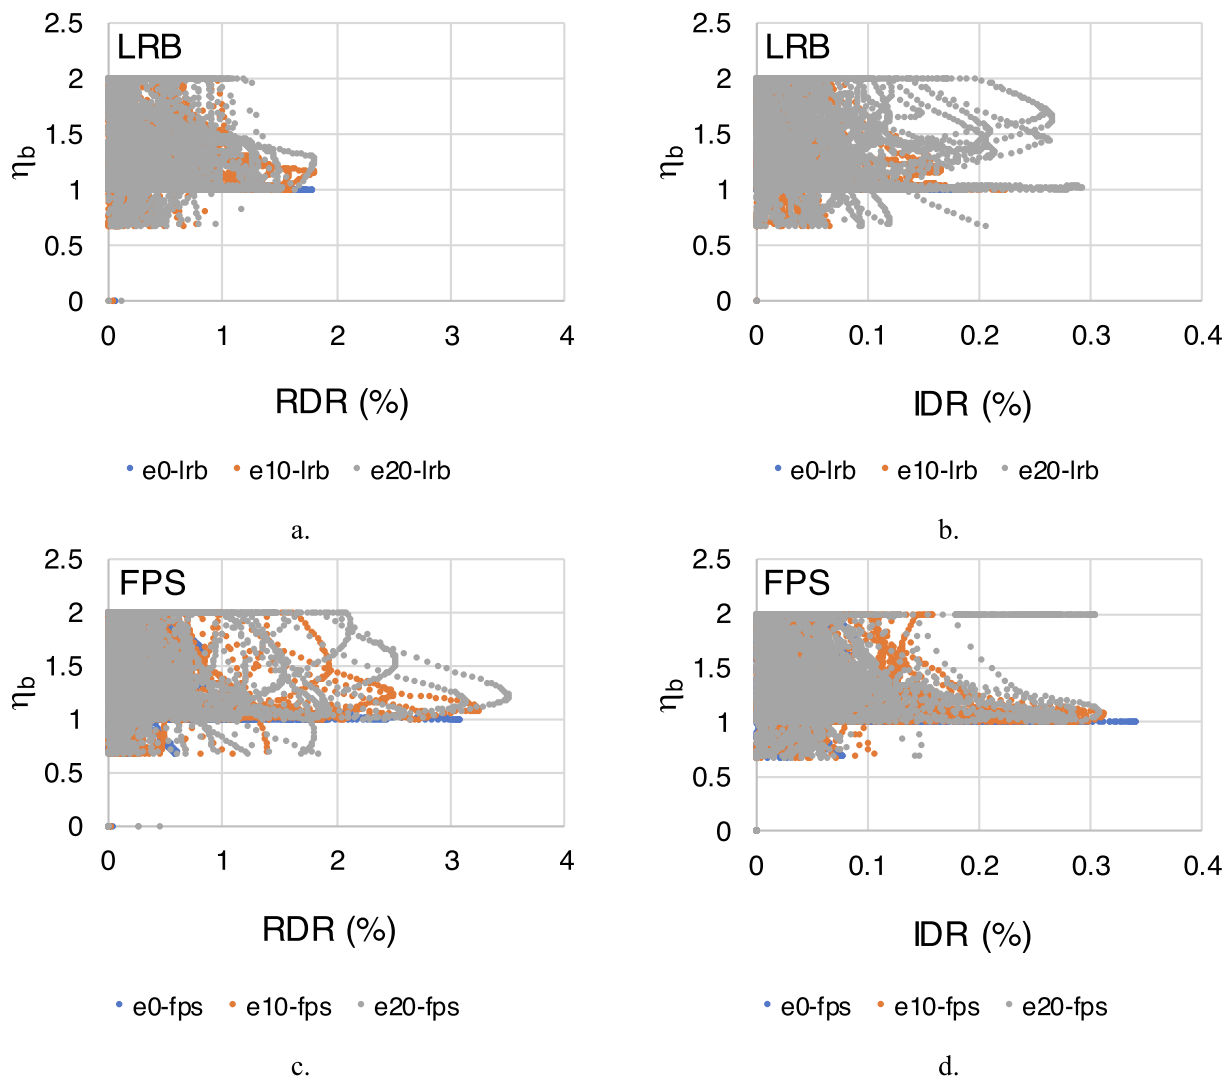 2.5
LRB
2
1.5
ηb
1
0.5
0
0 1 2 3 4
RDR (%)
e0-lrb e10-lrb e20-lrb
a.
2.5
LRB
2
1.5
ηb
1
0.5
0
0 0.1 0.2 0.3 0.4
IDR (%)
e0-lrb e10-lrb e20-lrb
b.
2.5
FPS
2
1.5
ηb
1
0.5
0
0 1 2 3 4
RDR (%)
e0-fps e10-fps e20-fps
c.
2.5
FPS
2
1.5
ηb
1
0.5
0
0 0.1 0.2 0.3 0.4
IDR (%)
e0-fps e10-fps e20-fps
d.